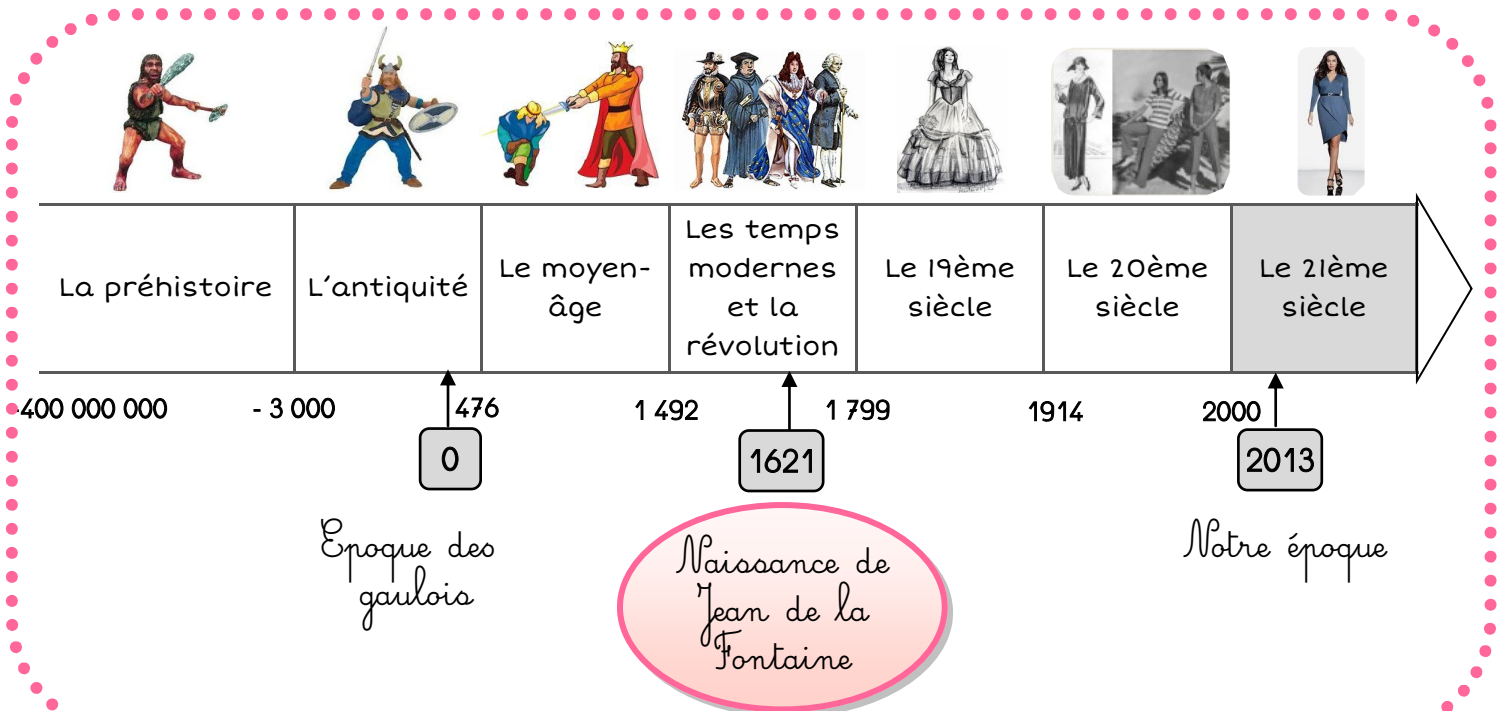 La préhistoire
L'antiquité
Le moyen-
âge
Les temps
modernes
et la
révolution
Le 19ème
siècle
Le 20ème
siècle
Le 21ème
siècle
-400 000 000
- 3 000
476
1 492
1 799
1914
2000
0
1621
2013
Epoque des
gaulois
Naissance de
Jean de la
Fontaine
Notre époque